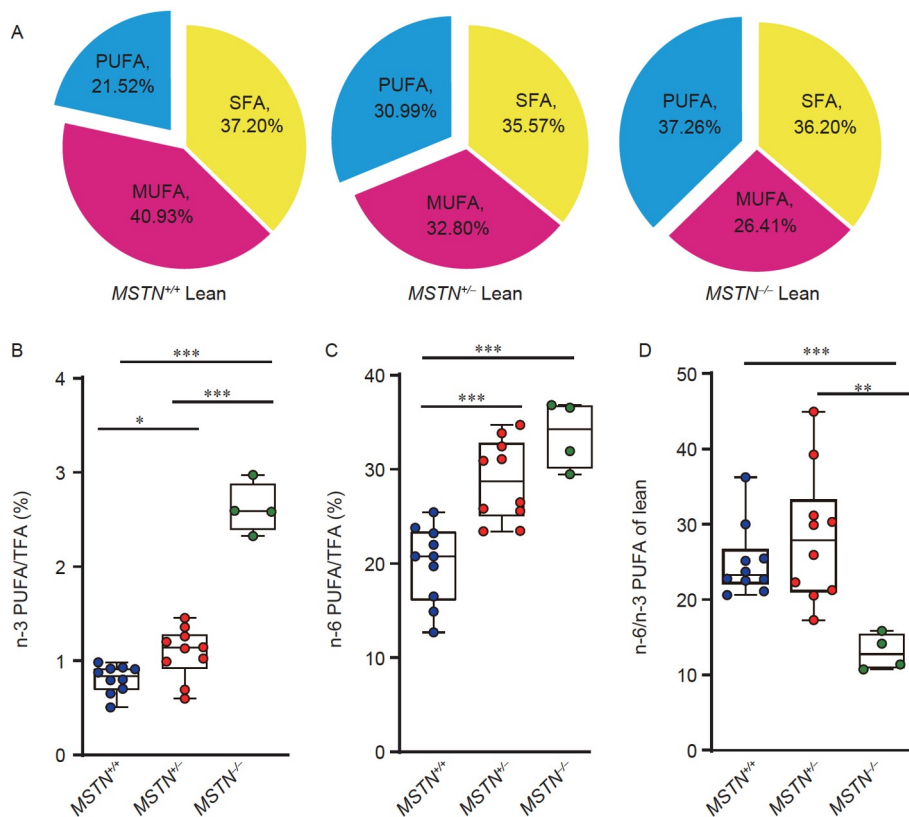 A
PUFA,
21.52%
SFA,
37.20%
MUFA,
40.93%
MSTN+/+ Lean
PUFA,
30.99%
SFA,
35.57%
MUFA,
32.80%
MSTN+/− Lean
PUFA,
37.26%
SFA,
36.20%
MUFA,
26.41%
MSTN−/− Lean
B
n-3 PUFA/TFA (%)
4
3
2
1
0
***
***
*
MSTN+/+
MSTN+/−
MSTN−/−
C
n-6 PUFA/TFA (%)
40
30
20
10
0
***
***
MSTN+/+
MSTN+/−
MSTN−/−
D
n-6/n-3 PUFA of lean
50
40
30
20
10
0
***
**
MSTN+/+
MSTN+/−
MSTN−/−